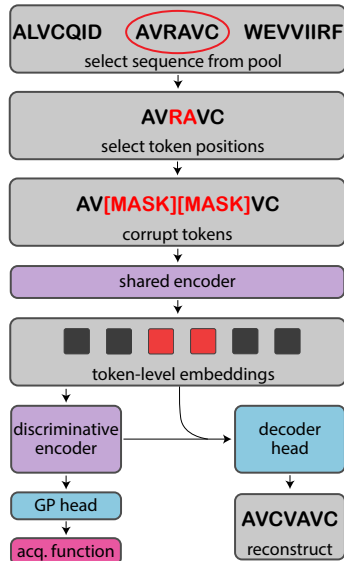 ALVCQID AVRAVC WEVVIIRF
select sequence from pool
AVRAVC
select token positions
AV[MASK][MASK]VC
corrupt tokens
shared encoder
token-level embeddings
discriminative
encoder
decoder
head
GP head
AVCVAVC
acq. function
reconstruct